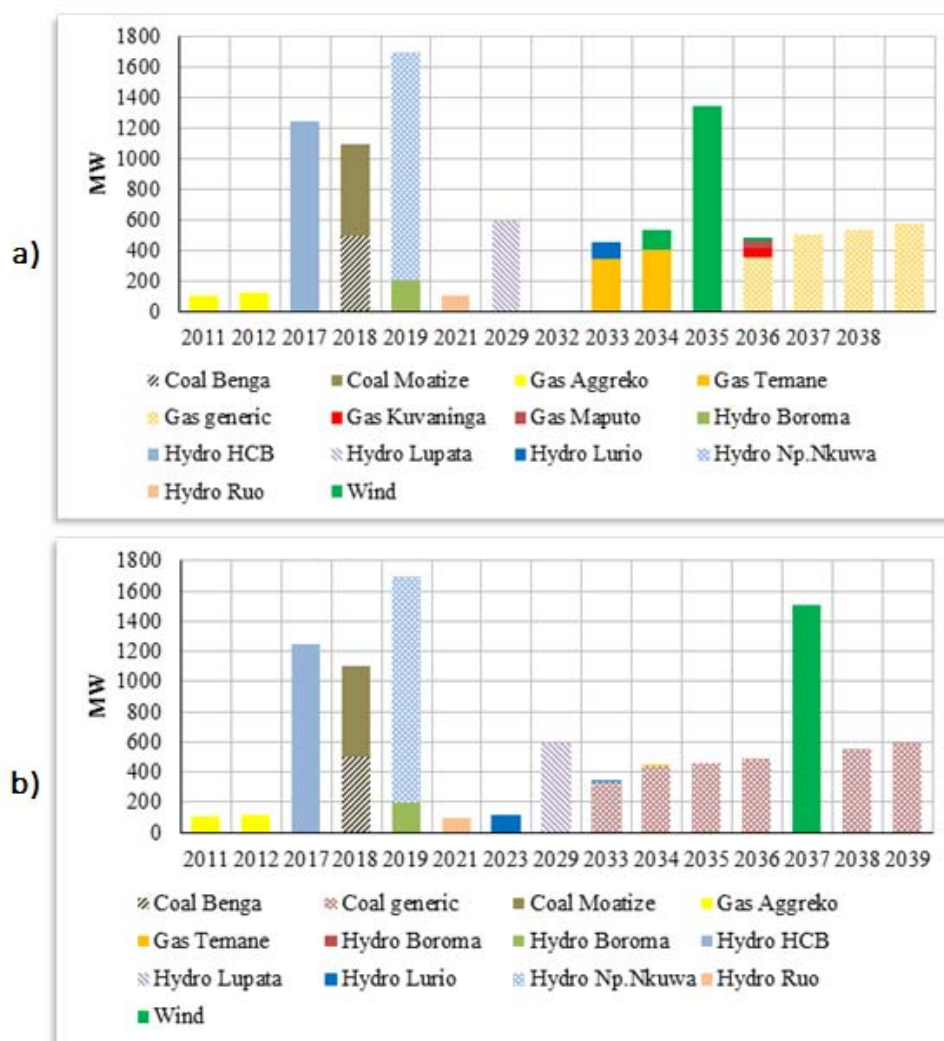 a)
MW
1800
1600
1400
1200
1000
800
600
400
200
0
2011 2012 2017 2018 2019 2021 2029 2032 2033 2034 2035 2036 2037 2038
Coal Benga Coal Moatize Gas Aggreko Gas Temane
Gas generic Gas Kuvaninga Gas Maputo Hydro Boroma
Hydro HCB Hydro Lupata Hydro Lurio Hydro Np.Nkuwa
Hydro Ruo Wind
b)
MW
1800
1600
1400
1200
1000
800
600
400
200
0
2011 2012 2017 2018 2019 2021 2023 2029 2033 2034 2035 2036 2037 2038 2039
Coal Benga Coal generic Coal Moatize Gas Aggreko
Gas Temane Hydro Boroma Hydro Boroma Hydro HCB
Hydro Lupata Hydro Lurio Hydro Np.Nkuwa Hydro Ruo
Wind